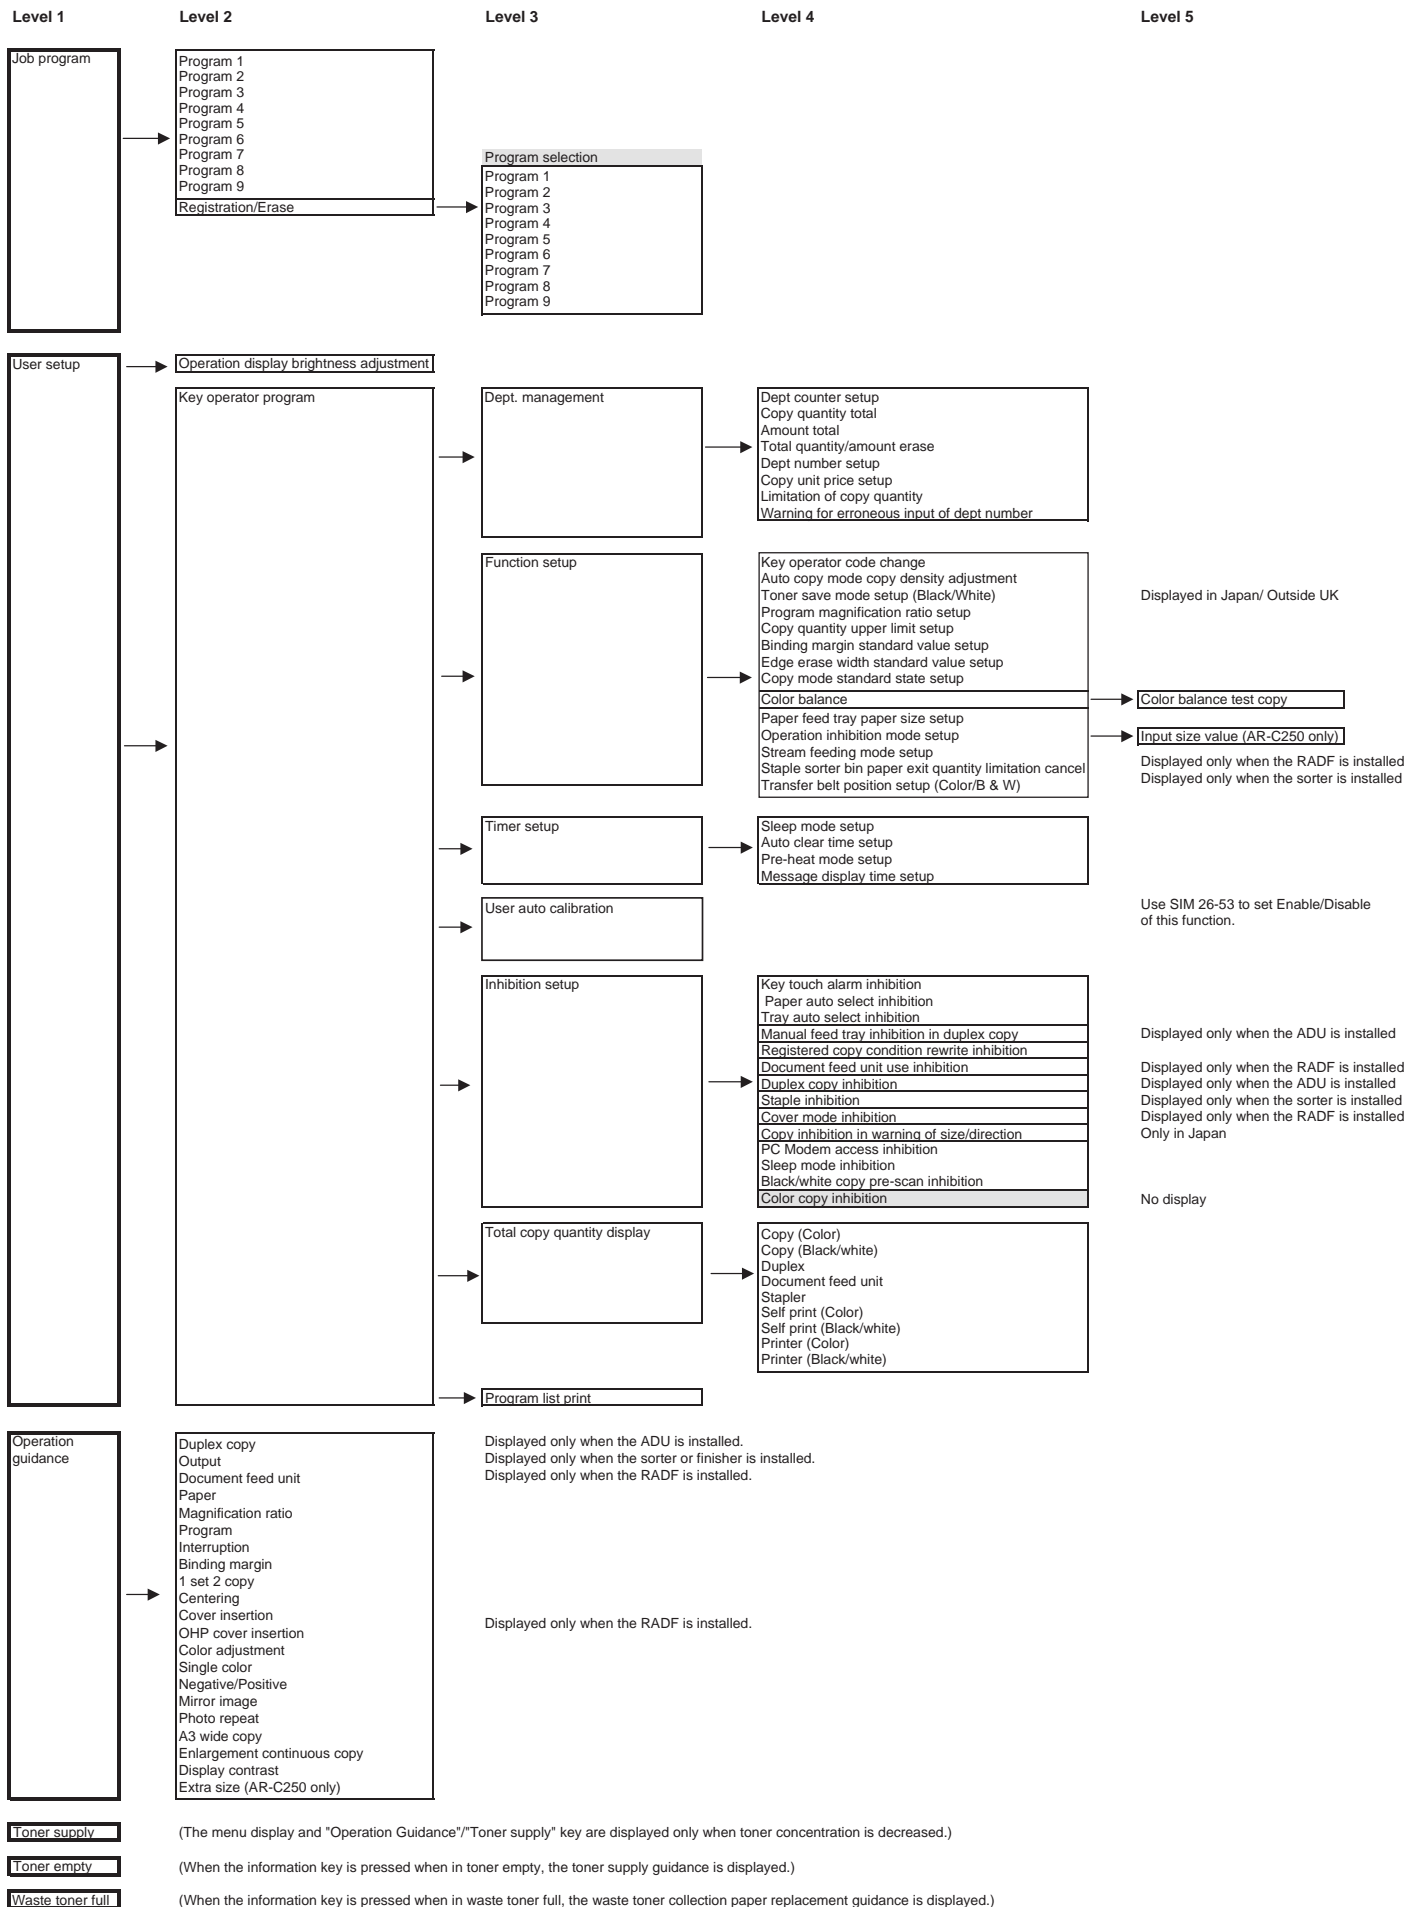 Level 1 Level 2 Level 3 Level 4 Level 5
Job program
Program 1
Program 2
Program 3
Program 4
Program 5
Program 6
Program 7
Program 8
Program 9
Registration/Erase
Program selection
Program 1
Program 2
Program 3
Program 4
Program 5
Program 6
Program 7
Program 8
Program 9
User setup
Operation display brightness adjustment
Key operator program
Dept. management
Dept counter setup
Copy quantity total
Amount total
Total quantity/amount erase
Dept number setup
Copy unit price setup
Limitation of copy quantity
Warning for erroneous input of dept number
Function setup
Key operator code change
Auto copy mode copy density adjustment
Toner save mode setup (Black/White)
Displayed in Japan/ Outside UK
Program magnification ratio setup
Copy quantity upper limit setup
Binding margin standard value setup
Edge erase width standard value setup
Copy mode standard state setup
Color balance
Color balance test copy
Paper feed tray paper size setup
Operation inhibition mode setup
Input size value (AR-C250 only)
Stream feeding mode setup
Displayed only when the RADF is installed
Staple sorter bin paper exit quantity limitation cancel
Displayed only when the sorter is installed
Transfer belt position setup (Color/B & W)
Timer setup
Sleep mode setup
Auto clear time setup
Pre-heat mode setup
Message display time setup
User auto calibration
Use SIM 26-53 to set Enable/Disable
of this function.
Inhibition setup
Key touch alarm inhibition
Paper auto select inhibition
Tray auto select inhibition
Manual feed tray inhibition in duplex copy
Displayed only when the ADU is installed
Registered copy condition rewrite inhibition
Document feed unit use inhibition
Displayed only when the RADF is installed
Duplex copy inhibition
Displayed only when the ADU is installed
Staple inhibition
Displayed only when the sorter is installed
Cover mode inhibition
Displayed only when the RADF is installed
Copy inhibition in warning of size/direction
Only in Japan
PC Modem access inhibition
Sleep mode inhibition
Black/white copy pre-scan inhibition
Color copy inhibition
No display
Total copy quantity display
Copy (Color)
Copy (Black/white)
Duplex
Document feed unit
Stapler
Self print (Color)
Self print (Black/white)
Printer (Color)
Printer (Black/white)
Program list print
Operation
guidance
Duplex copy
Displayed only when the ADU is installed.
Output
Displayed only when the sorter or finisher is installed.
Document feed unit
Displayed only when the RADF is installed.
Paper
Magnification ratio
Program
Interruption
Binding margin
1 set 2 copy
Centering
Cover insertion
Displayed only when the RADF is installed.
OHP cover insertion
Color adjustment
Single color
Negative/Positive
Mirror image
Photo repeat
A3 wide copy
Enlargement continuous copy
Display contrast
Extra size (AR-C250 only)
Toner supply
(The menu display and "Operation Guidance"/"Toner supply" key are displayed only when toner concentration is decreased.)
Toner empty
(When the information key is pressed when in toner empty, the toner supply guidance is displayed.)
Waste toner full
(When the information key is pressed when in waste toner full, the waste toner collection paper replacement guidance is displayed.)